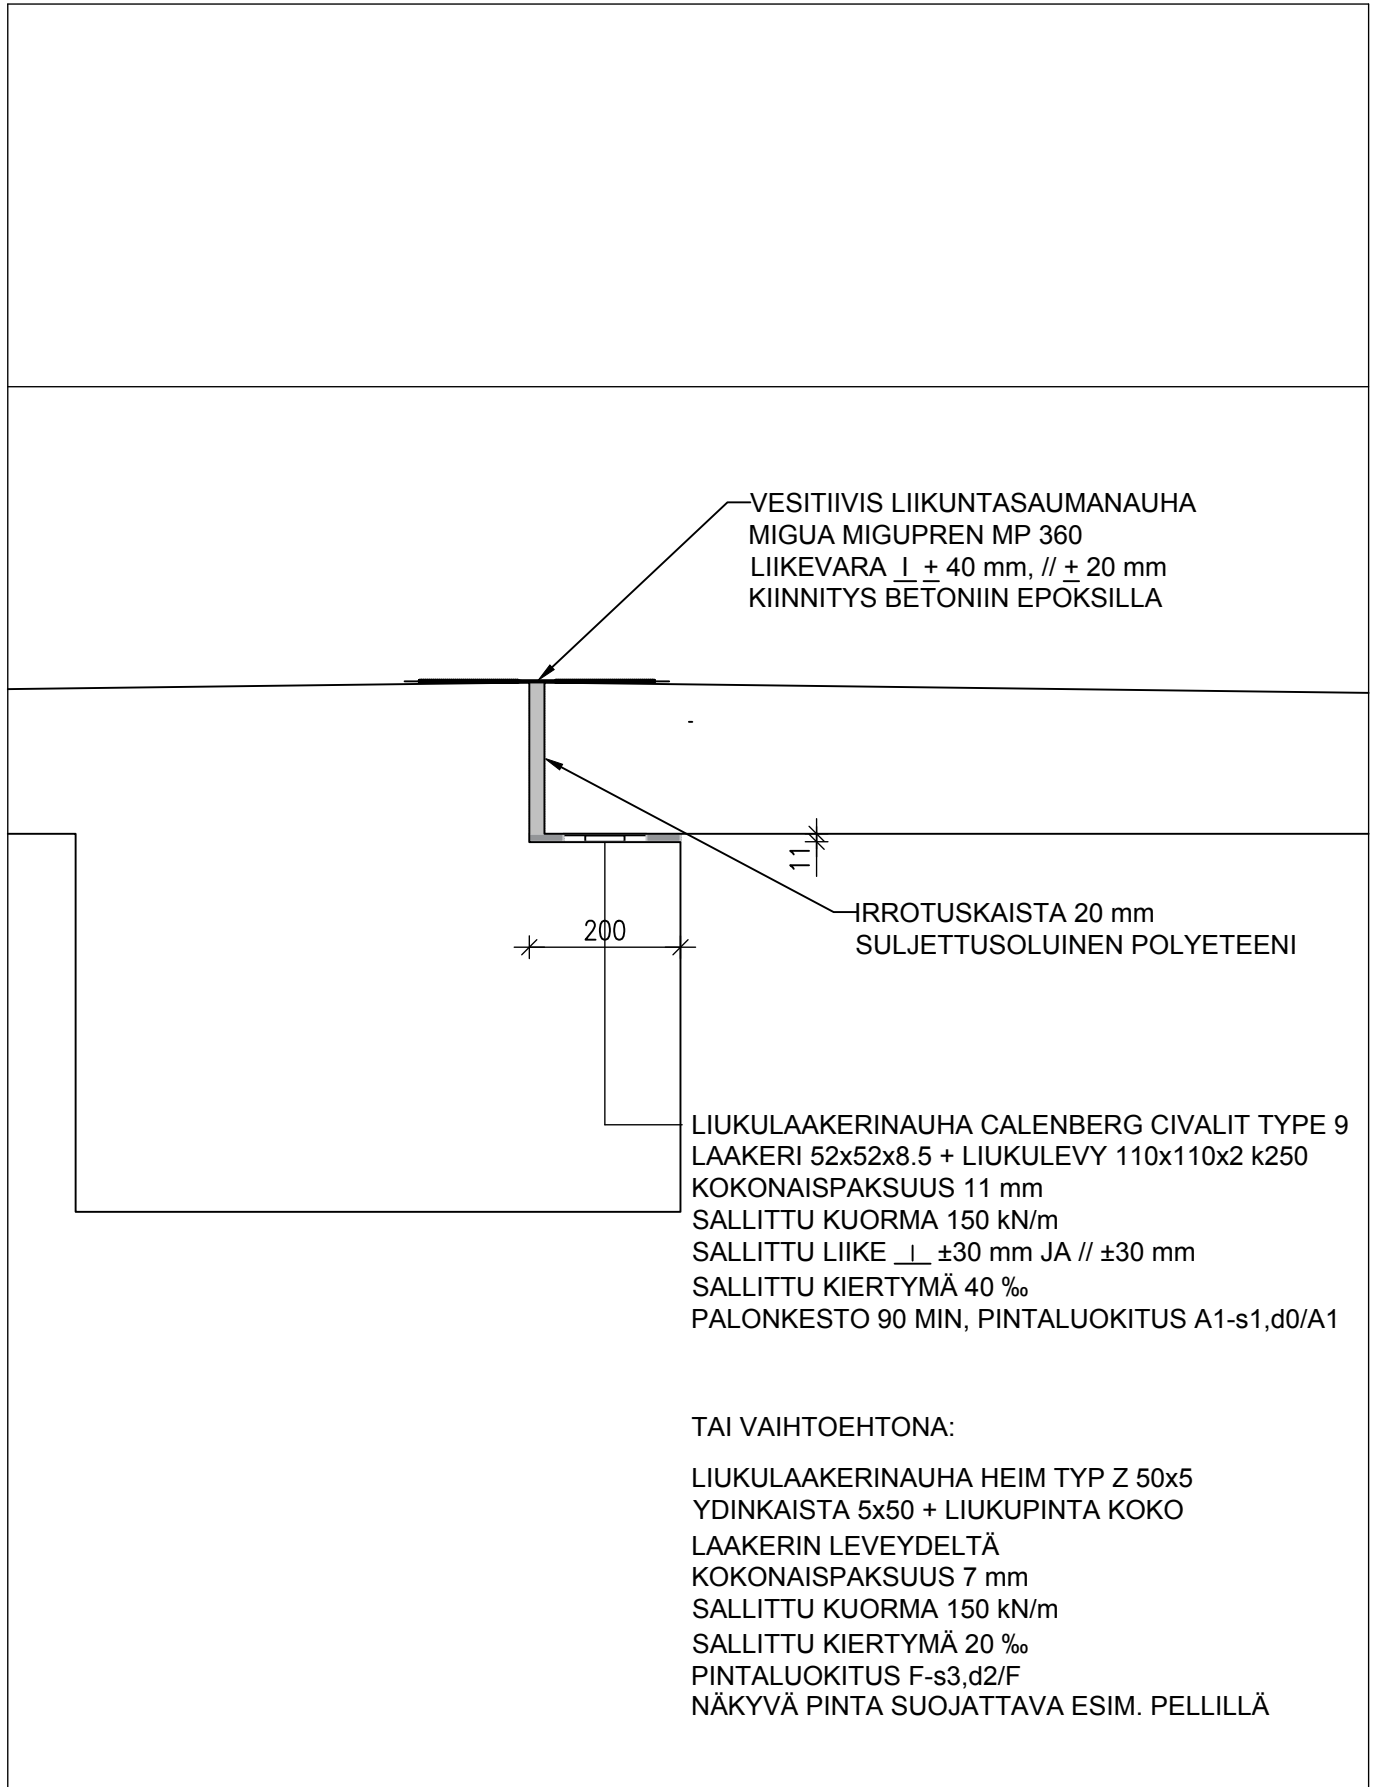 VESITIIVIS LIIKUNTASAUMANAUHA
MIGUA MIGUPREN MP 360
LIIKEVARA ⊥ ± 40 mm, // ± 20 mm
KIINNITYS BETONIIN EPOKSILLA
11
IRROTUSKAISTA 20 mm
SULJETTUSOLUINEN POLYETEENI
200
LIUKULAAKERINAUHA CALENBERG CIVALIT TYPE 9
LAAKERI 52x52x8.5 + LIUKULEVY 110x110x2 k250
KOKONAISPAKSUUS 11 mm
SALLITTU KUORMA 150 kN/m
SALLITTU LIIKE ⊥ ±30 mm JA // ±30 mm
SALLITTU KIERTYMÄ 40 ‰
PALONKESTO 90 MIN, PINTALUOKITUS A1-s1,d0/A1
TAI VAIHTOEHTONA:
LIUKULAAKERINAUHA HEIM TYP Z 50x5
YDINKAISTA 5x50 + LIUKUPINTA KOKO
LAAKERIN LEVEYDELTÄ
KOKONAISPAKSUUS 7 mm
SALLITTU KUORMA 150 kN/m
SALLITTU KIERTYMÄ 20 ‰
PINTALUOKITUS F-s3,d2/F
NÄKYVÄ PINTA SUOJATTAVA ESIM. PELLILLÄ